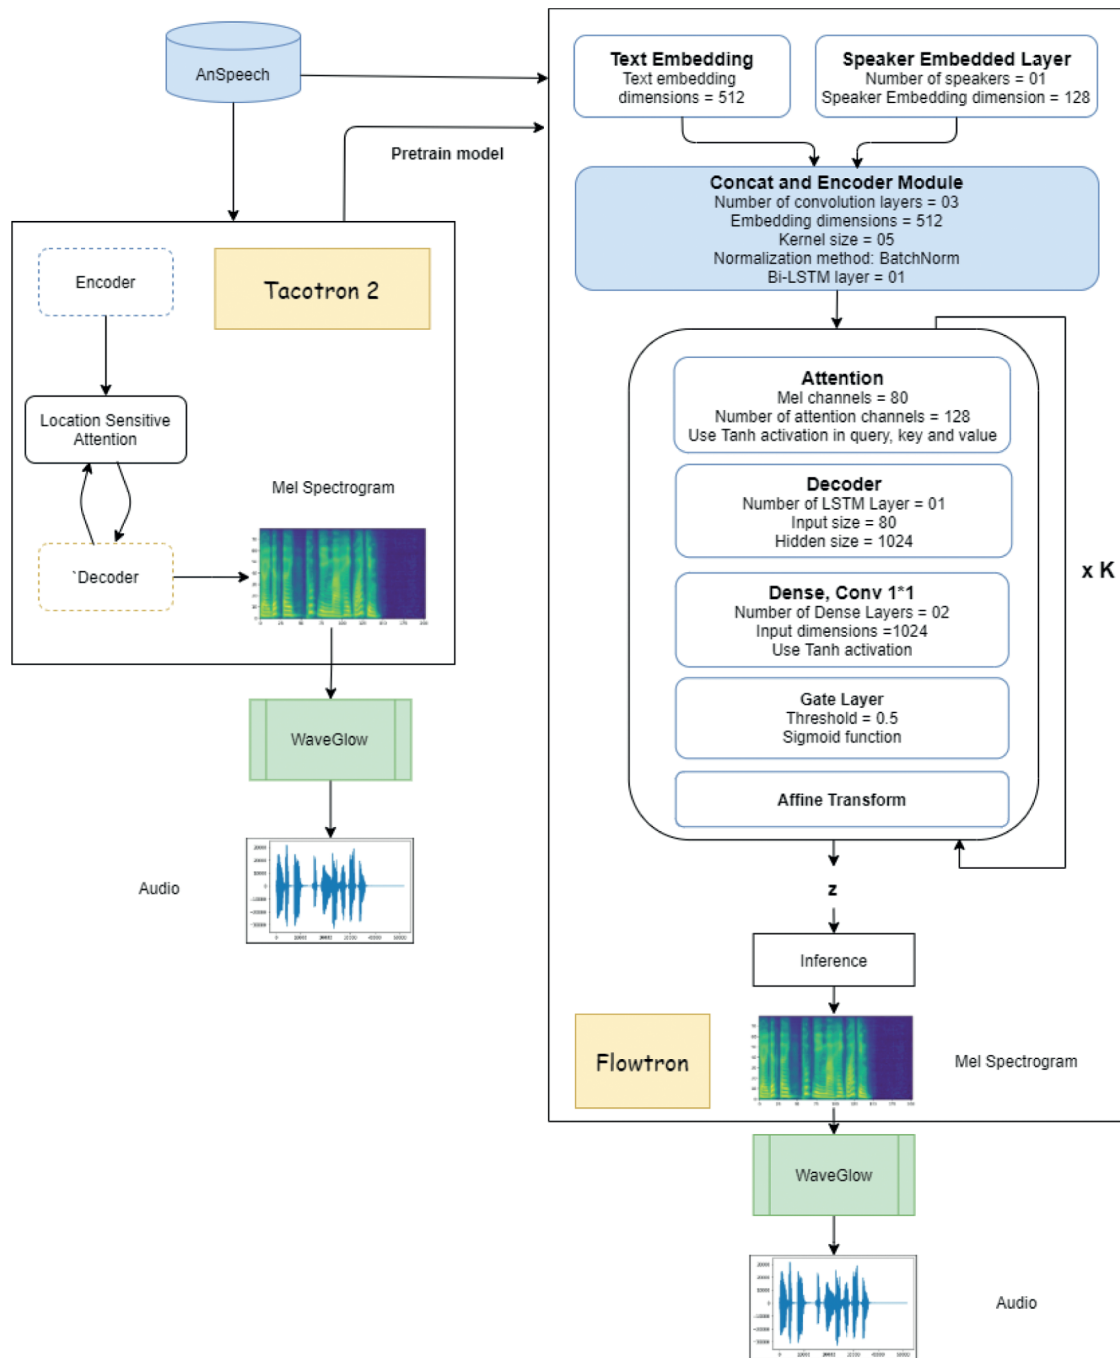 AnSpeech
Pretrain model
Encoder
Tacotron 2
Location Sensitive
Attention
`Decoder
Mel Spectrogram
WaveGlow
Audio
Text Embedding
Text embedding
dimensions = 512
Speaker Embedded Layer
Number of speakers = 01
Speaker Embedding dimension = 128
Concat and Encoder Module
Number of convolution layers = 03
Embedding dimensions = 512
Kernel size = 05
Normalization method: BatchNorm
Bi-LSTM layer = 01
Attention
Mel channels = 80
Number of attention channels = 128
Use Tanh activation in query, key and value
Decoder
Number of LSTM Layer = 01
Input size = 80
Hidden size = 1024
Dense, Conv 1*1
Number of Dense Layers = 02
Input dimensions =1024
Use Tanh activation
Gate Layer
Threshold = 0.5
Sigmoid function
Affine Transform
x K
z
Inference
Flowtron
Mel Spectrogram
WaveGlow
Audio